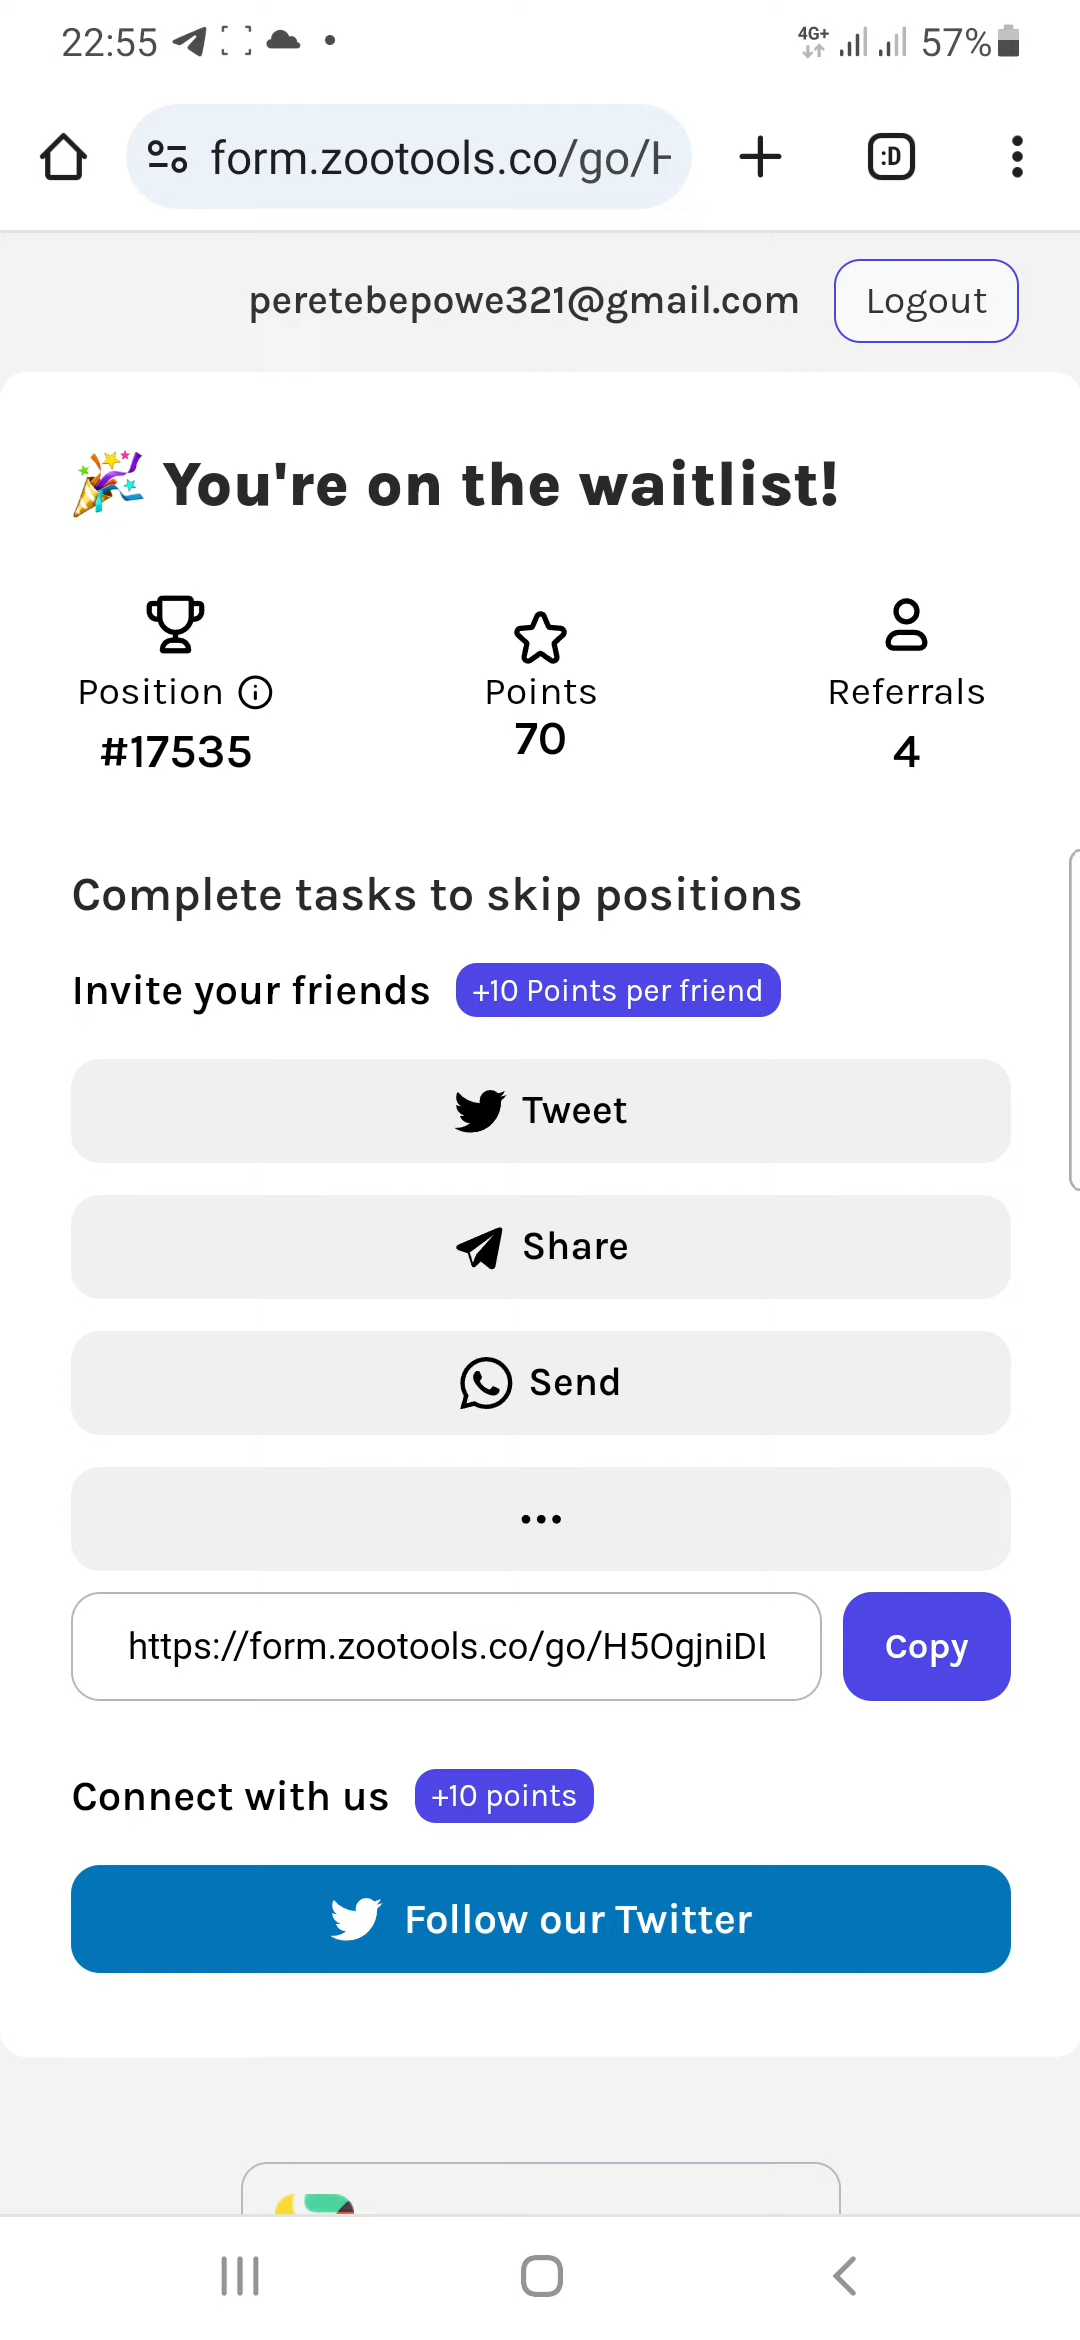 22:55
4G+ 57%
form.zootools.co/go/H
:D
peretebepowe321@gmail.com
Logout
You're on the waitlist!
Position
#17535
Points
70
Referrals
4
Complete tasks to skip positions
Invite your friends
+10 Points per friend
Tweet
Share
Send
...
https://form.zootools.co/go/H5OgjniD
Copy
Connect with us
+10 points
Follow our Twitter